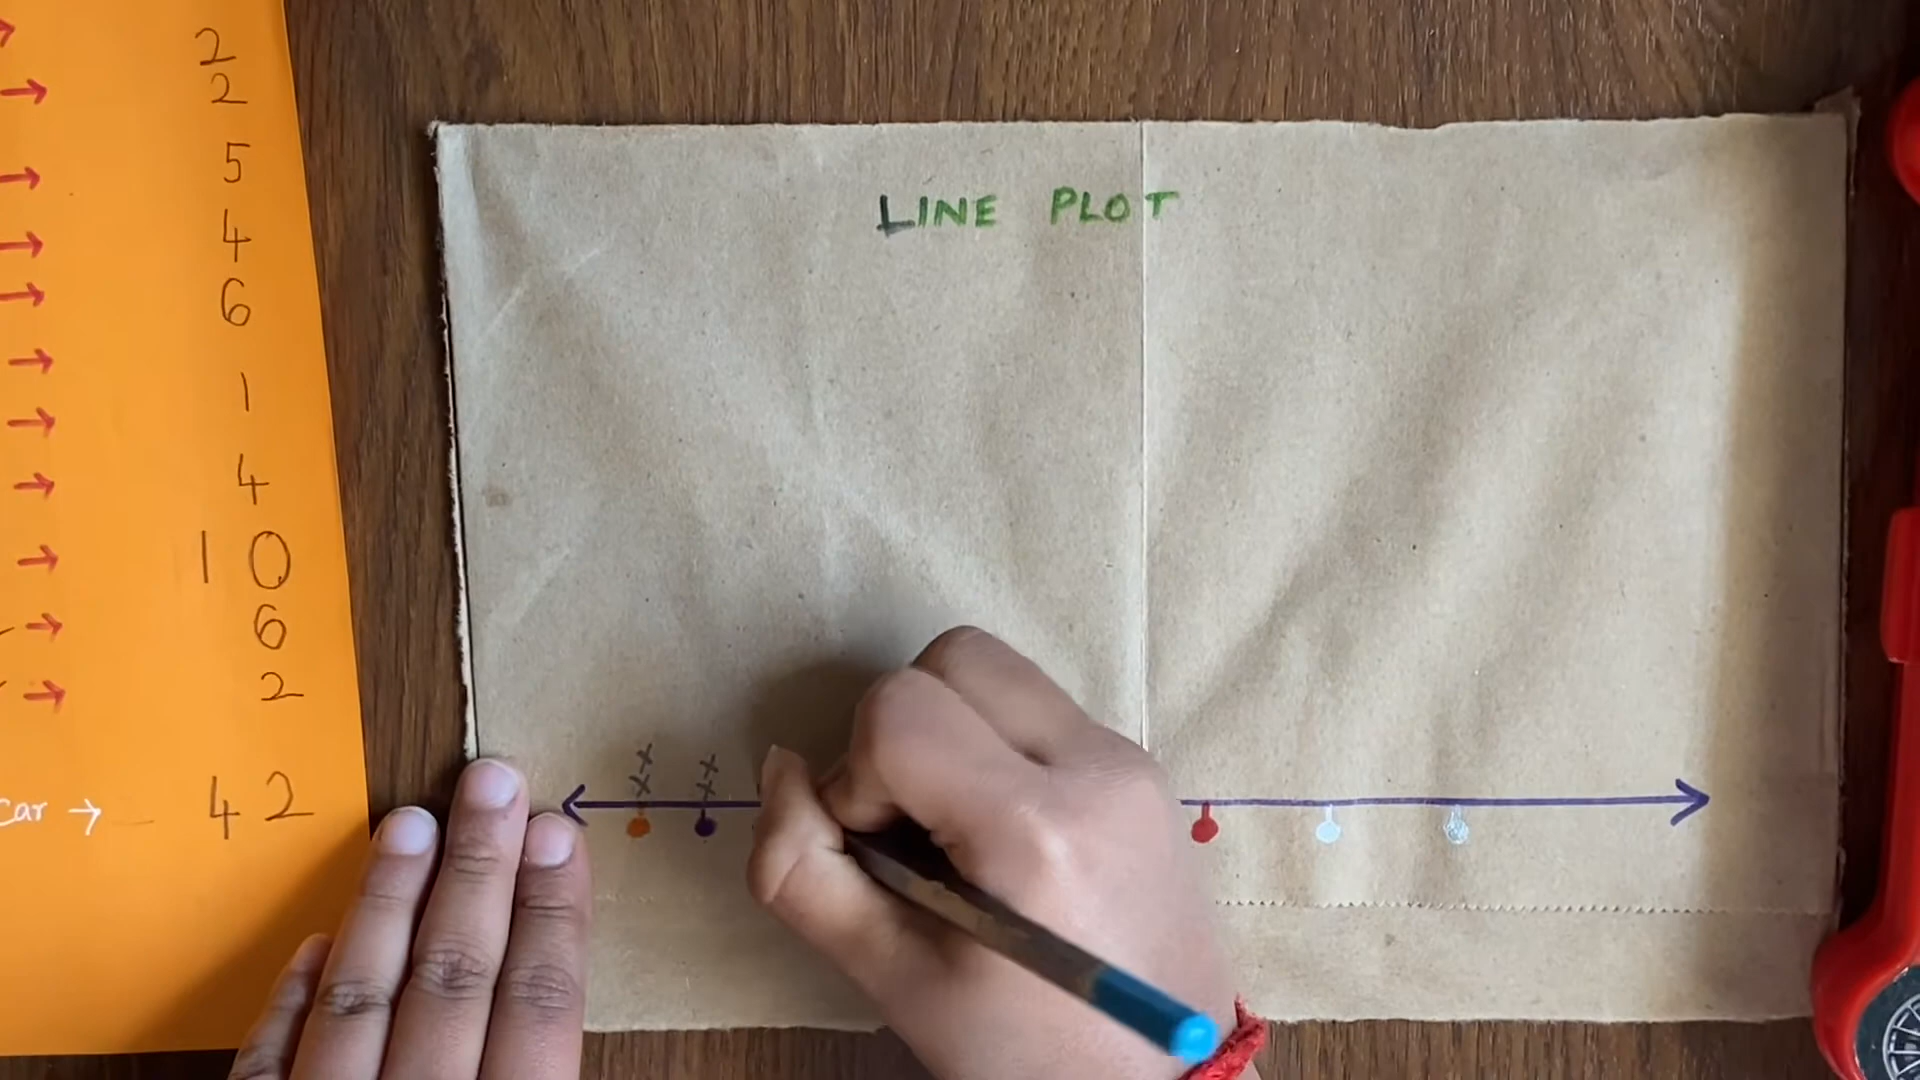 2
→ 2
→ 5
→ 4
→ 6
→ 1
→ 4
→ 10
→ 6
→ 2
car → 42
LINE PLOT
x x
x x